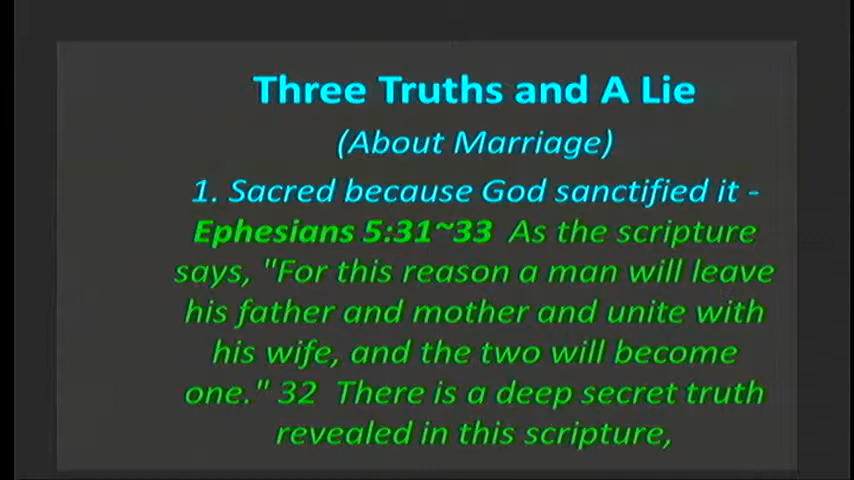 Three Truths and A Lie
(About Marriage)
1. Sacred because God sanctified it -
Ephesians 5:31~33 As the scripture
says, "For this reason a man will leave
his father and mother and unite with
his wife, and the two will become
one." 32 There is a deep secret truth
revealed in this scripture,